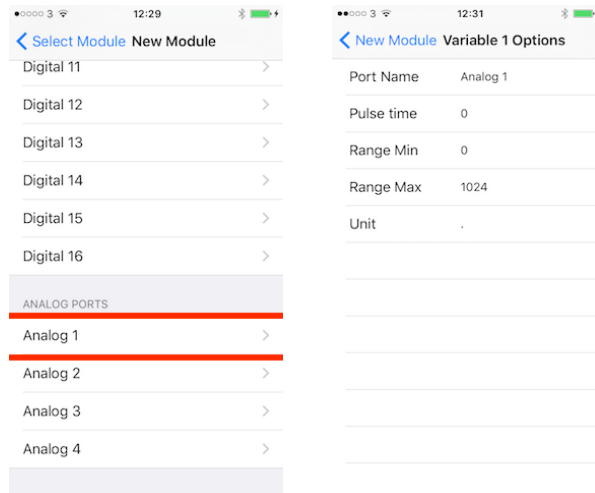 3 12:29
Select Module New Module
Digital 11
Digital 12
Digital 13
Digital 14
Digital 15
Digital 16
ANALOG PORTS
Analog 1
Analog 2
Analog 3
Analog 4
3 12:31
New Module Variable 1 Options
Port Name Analog 1
Pulse time 0
Range Min 0
Range Max 1024
Unit .